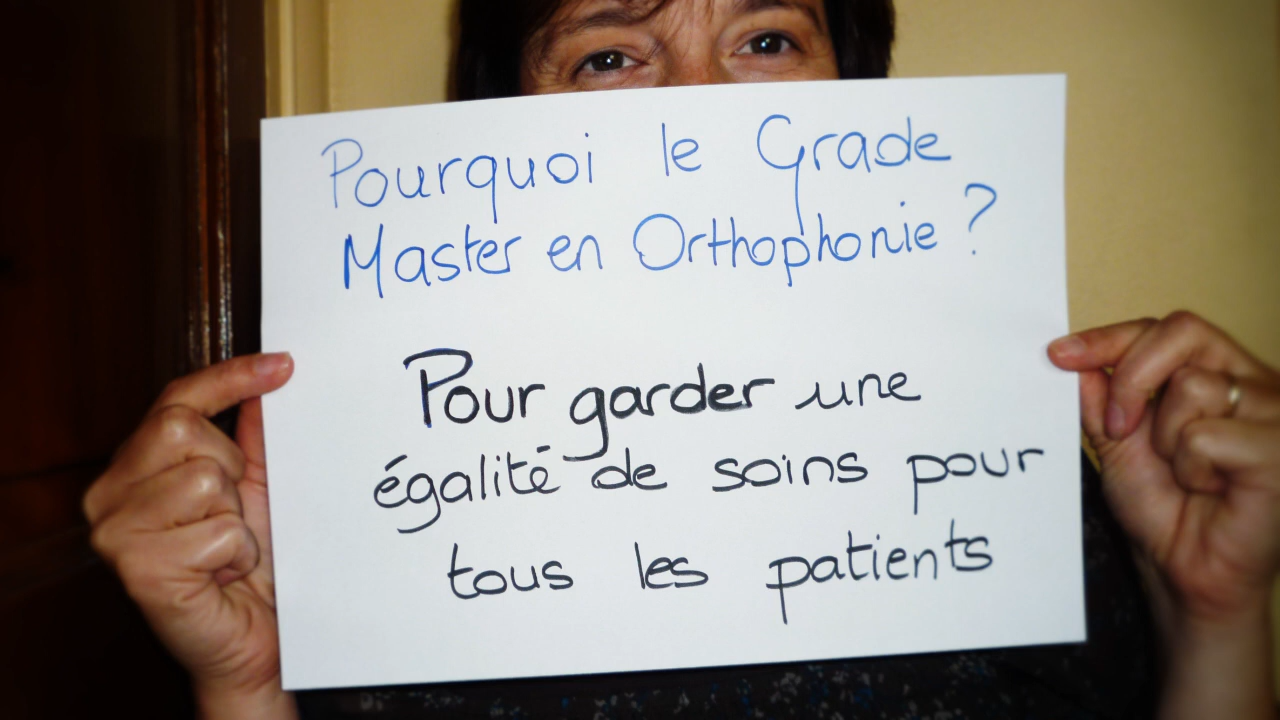 Pourquoi le Grade
Master en Orthophonie ?
Pour garder une
égalité de soins pour
tous les patients